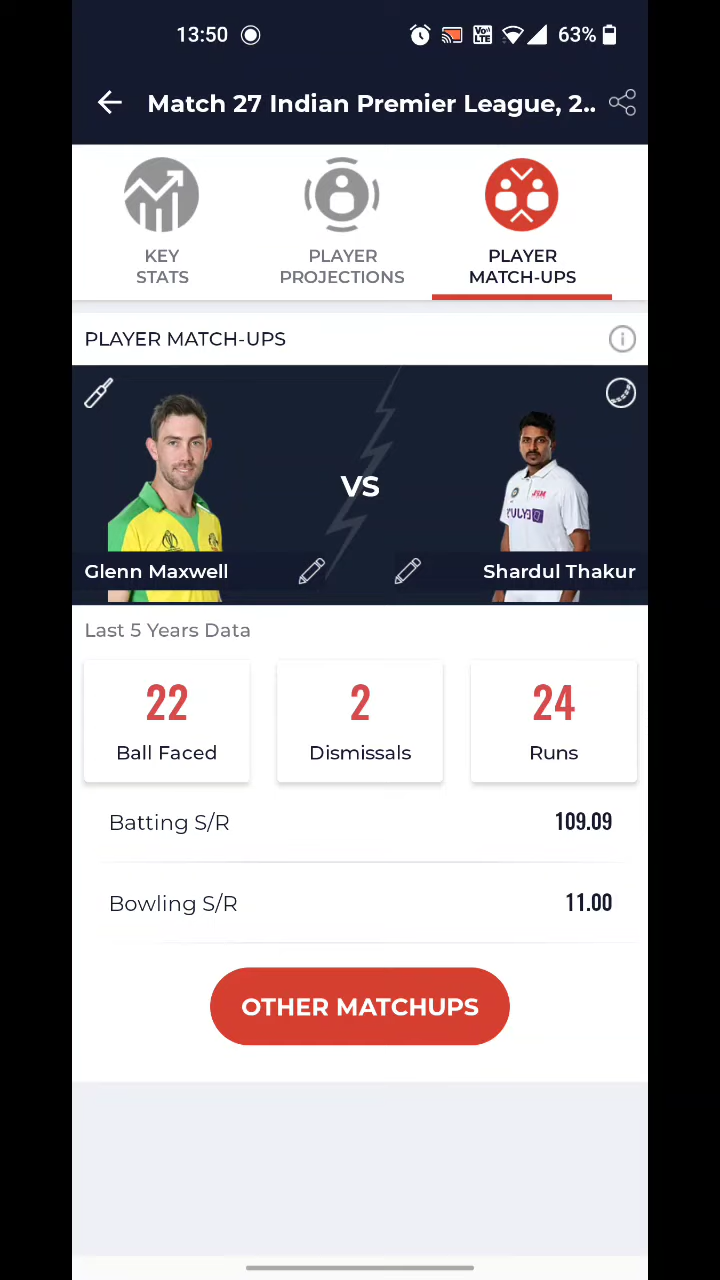 13:50
Vo LTE
63%
Match 27 Indian Premier League, 2..
KEY
STATS
PLAYER
PROJECTIONS
PLAYER
MATCH-UPS
PLAYER MATCH-UPS
VS
Glenn Maxwell
Shardul Thakur
Last 5 Years Data
22
Ball Faced
2
Dismissals
24
Runs
Batting S/R 109.09
Bowling S/R 11.00
OTHER MATCHUPS